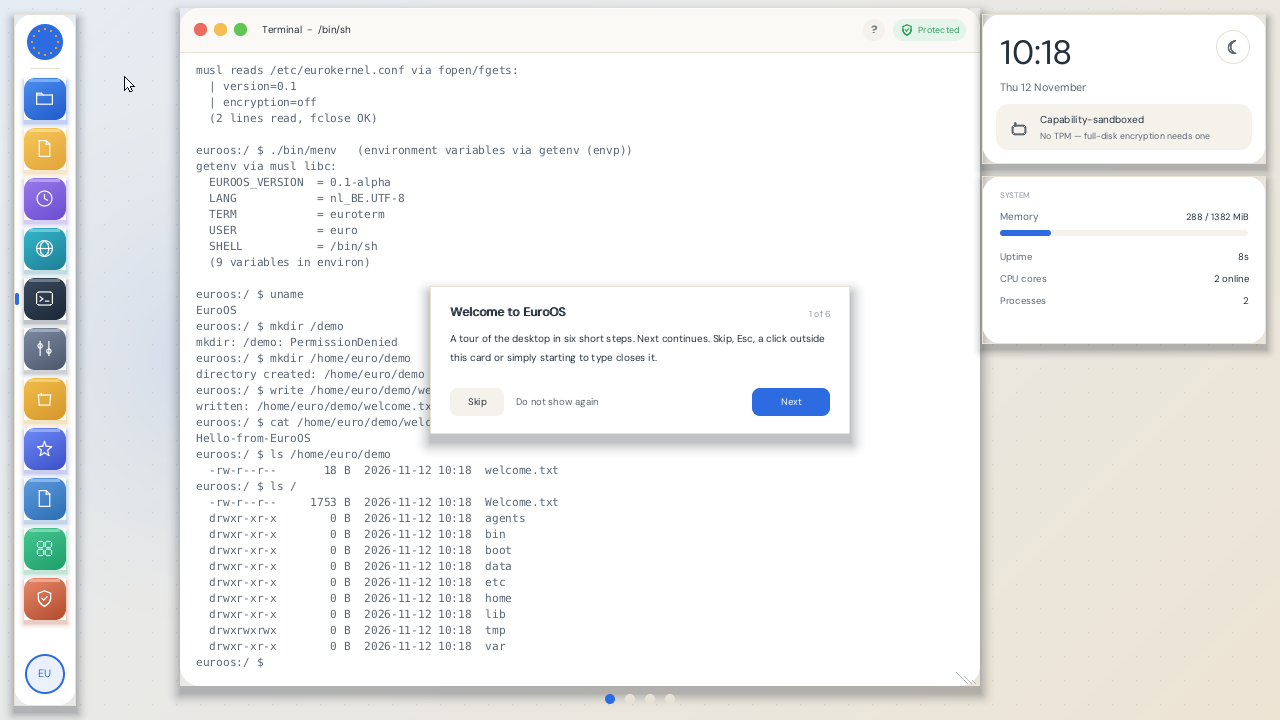 Terminal - /bin/sh
?
Protected
musl reads /etc/eurokernel.conf via fopen/fgets:
| version=0.1
| encryption=off
(2 lines read, fclose OK)
euroos:/ $ ./bin/menv   (environment variables via getenv (envp))
getenv via musl libc:
EUROOS_VERSION  = 0.1-alpha
LANG            = nl_BE.UTF-8
TERM            = euroterm
USER            = euro
SHELL           = /bin/sh
(9 variables in environ)
euroos:/ $ uname
EuroOS
euroos:/ $ mkdir /demo
mkdir: /demo: PermissionDenied
euroos:/ $ mkdir /home/euro/demo
directory created: /home/euro/demo
euroos:/ $ write /home/euro/demo/we
written: /home/euro/demo/welcome.tx
euroos:/ $ cat /home/euro/demo/welc
Hello-from-EuroOS
euroos:/ $ ls /home/euro/demo
-rw-r--r--       18 B  2026-11-12 10:18  welcome.txt
euroos:/ $ ls /
-rw-r--r--     1753 B  2026-11-12 10:18  Welcome.txt
drwxr-xr-x        0 B  2026-11-12 10:18  agents
drwxr-xr-x        0 B  2026-11-12 10:18  bin
drwxr-xr-x        0 B  2026-11-12 10:18  boot
drwxr-xr-x        0 B  2026-11-12 10:18  data
drwxr-xr-x        0 B  2026-11-12 10:18  etc
drwxr-xr-x        0 B  2026-11-12 10:18  home
drwxr-xr-x        0 B  2026-11-12 10:18  lib
drwxrwxrwx        0 B  2026-11-12 10:18  tmp
drwxr-xr-x        0 B  2026-11-12 10:18  var
euroos:/ $
Welcome to EuroOS
1 of 6
A tour of the desktop in six short steps. Next continues. Skip, Esc, a click outside
this card or simply starting to type closes it.
Skip
Do not show again
Next
10:18
Thu 12 November
Capability-sandboxed
No TPM — full-disk encryption needs one
SYSTEM
Memory 288 / 1382 MiB
Uptime 8s
CPU cores 2 online
Processes 2
EU